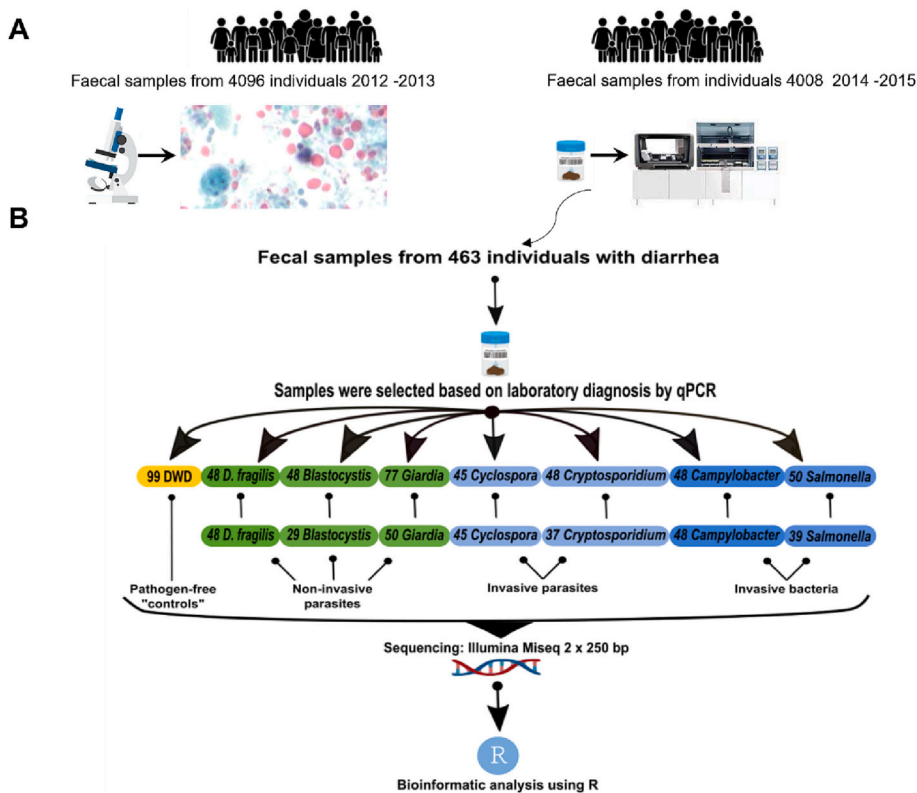 A
Faecal samples from 4096 individuals 2012 -2013
Faecal samples from individuals 4008 2014 -2015
B
Fecal samples from 463 individuals with diarrhea
Samples were selected based on laboratory diagnosis by qPCR
99 DWD 48 D. fragilis 48 Blastocystis 77 Giardia 45 Cyclospora 48 Cryptosporidium 48 Campylobacter 50 Salmonella
48 D. fragilis 29 Blastocystis 50 Giardia 45 Cyclospora 37 Cryptosporidium 48 Campylobacter 39 Salmonella
Pathogen-free
"controls"
Non-invasive
parasites
Invasive parasites
Invasive bacteria
Sequencing: Illumina Miseq 2 x 250 bp
R
Bioinformatic analysis using R